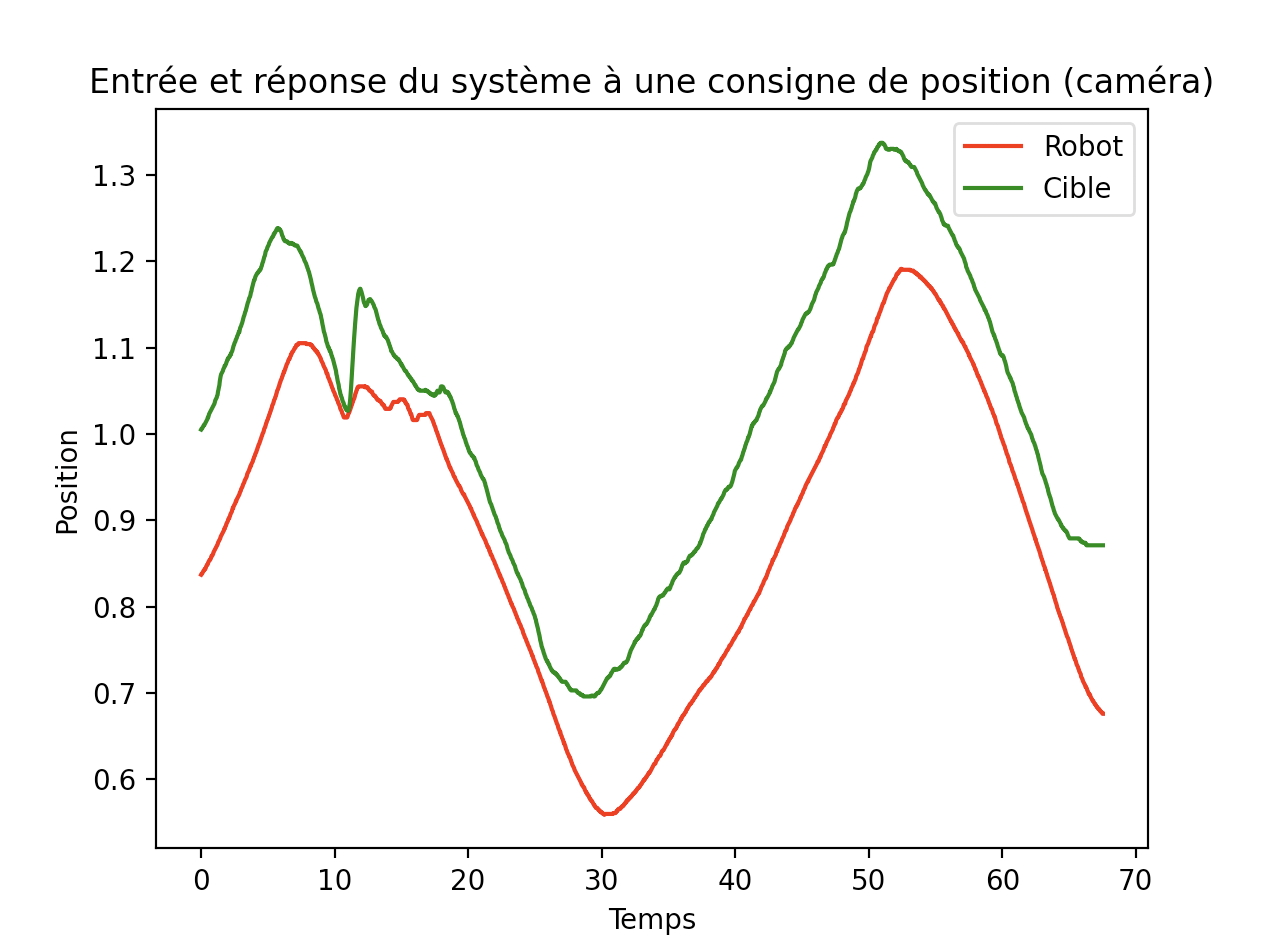 Entrée et réponse du système à une consigne de position (caméra)
Robot
Cible
Position
1.3
1.2
1.1
1.0
0.9
0.8
0.7
0.6
0 10 20 30 40 50 60 70
Temps